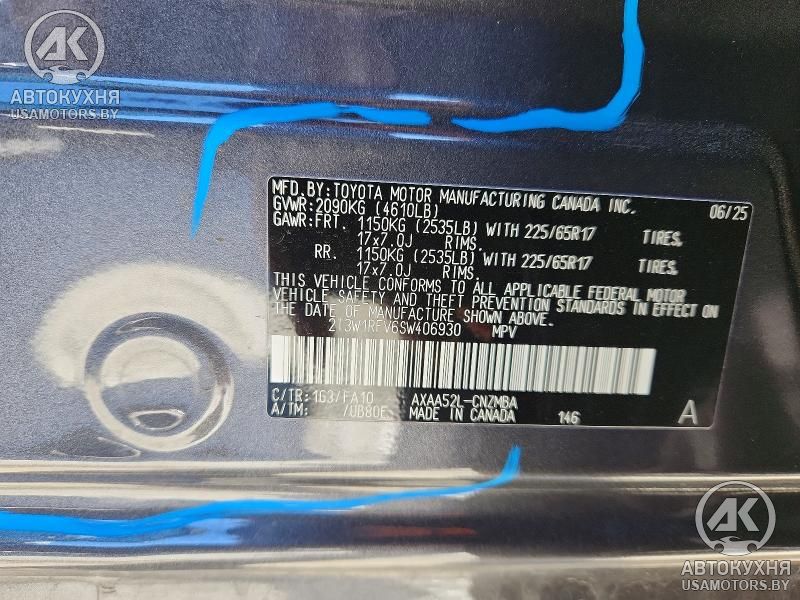 AK
АВТОКУХНЯ
USAMOTORS.BY
MFD.BY:TOYOTA MOTOR MANUFACTURING CANADA INC. 06/25
GVWR:2090KG (4610LB)
GAWR:FRT. 1150KG (2535LB) WITH 225/65R17 TIRES,
17x7.0J RIMS.
RR. 1150KG (2535LB) WITH 225/65R17 TIRES,
17x7.0J RIMS.
THIS VEHICLE CONFORMS TO ALL APPLICABLE FEDERAL MOTOR
VEHICLE SAFETY AND THEFT PREVENTION STANDARDS IN EFFECT ON
THE DATE OF MANUFACTURE SHOWN ABOVE.
2T3W1RFV6SW406930 MPV
C/TR:1G3/FA10 AXAA52L-CNZMBA
A/TM: /UB80F MADE IN CANADA 146 A
AK
АВТОКУХНЯ
USAMOTORS.BY